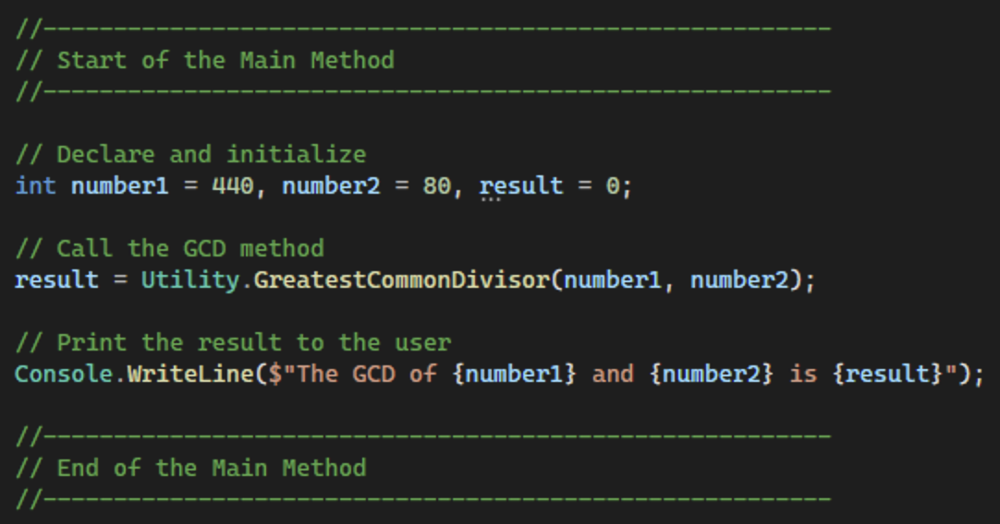 //--------------------------------------------------------
// Start of the Main Method
//--------------------------------------------------------
// Declare and initialize
int number1 = 440, number2 = 80, result = 0;
// Call the GCD method
result = Utility.GreatestCommonDivisor(number1, number2);
// Print the result to the user
Console.WriteLine($"The GCD of {number1} and {number2} is {result}");
//--------------------------------------------------------
// End of the Main Method
//--------------------------------------------------------